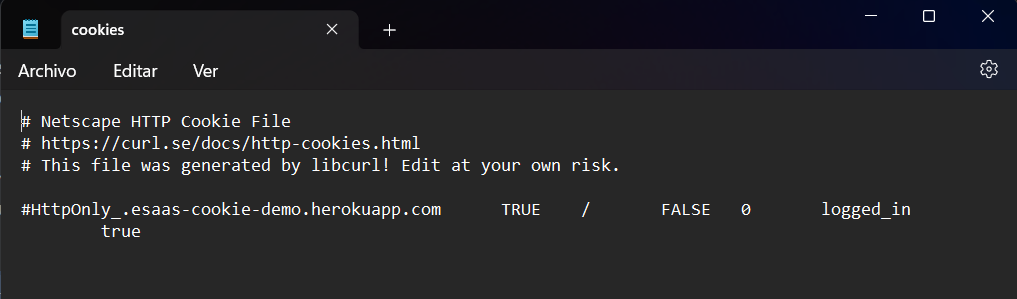 cookies
Archivo Editar Ver
# Netscape HTTP Cookie File
# https://curl.se/docs/http-cookies.html
# This file was generated by libcurl! Edit at your own risk.
#HttpOnly_.esaas-cookie-demo.herokuapp.com TRUE / FALSE 0 logged_in
true